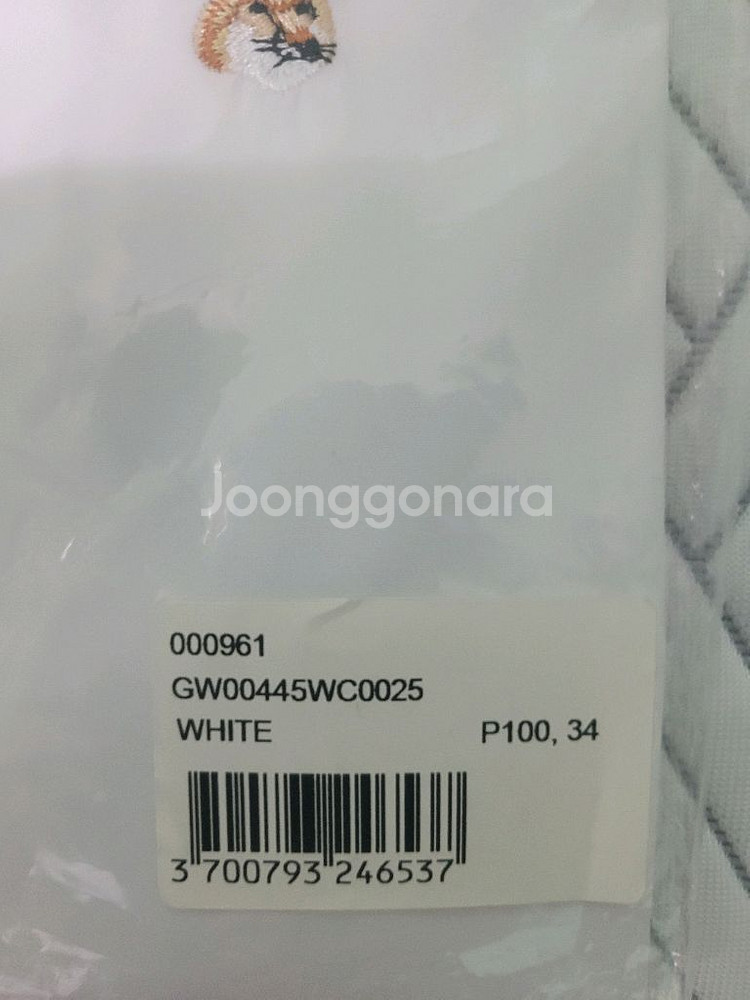 Joonggonara
000961
GW00445WC0025
WHITE P100, 34
3 700793 246537